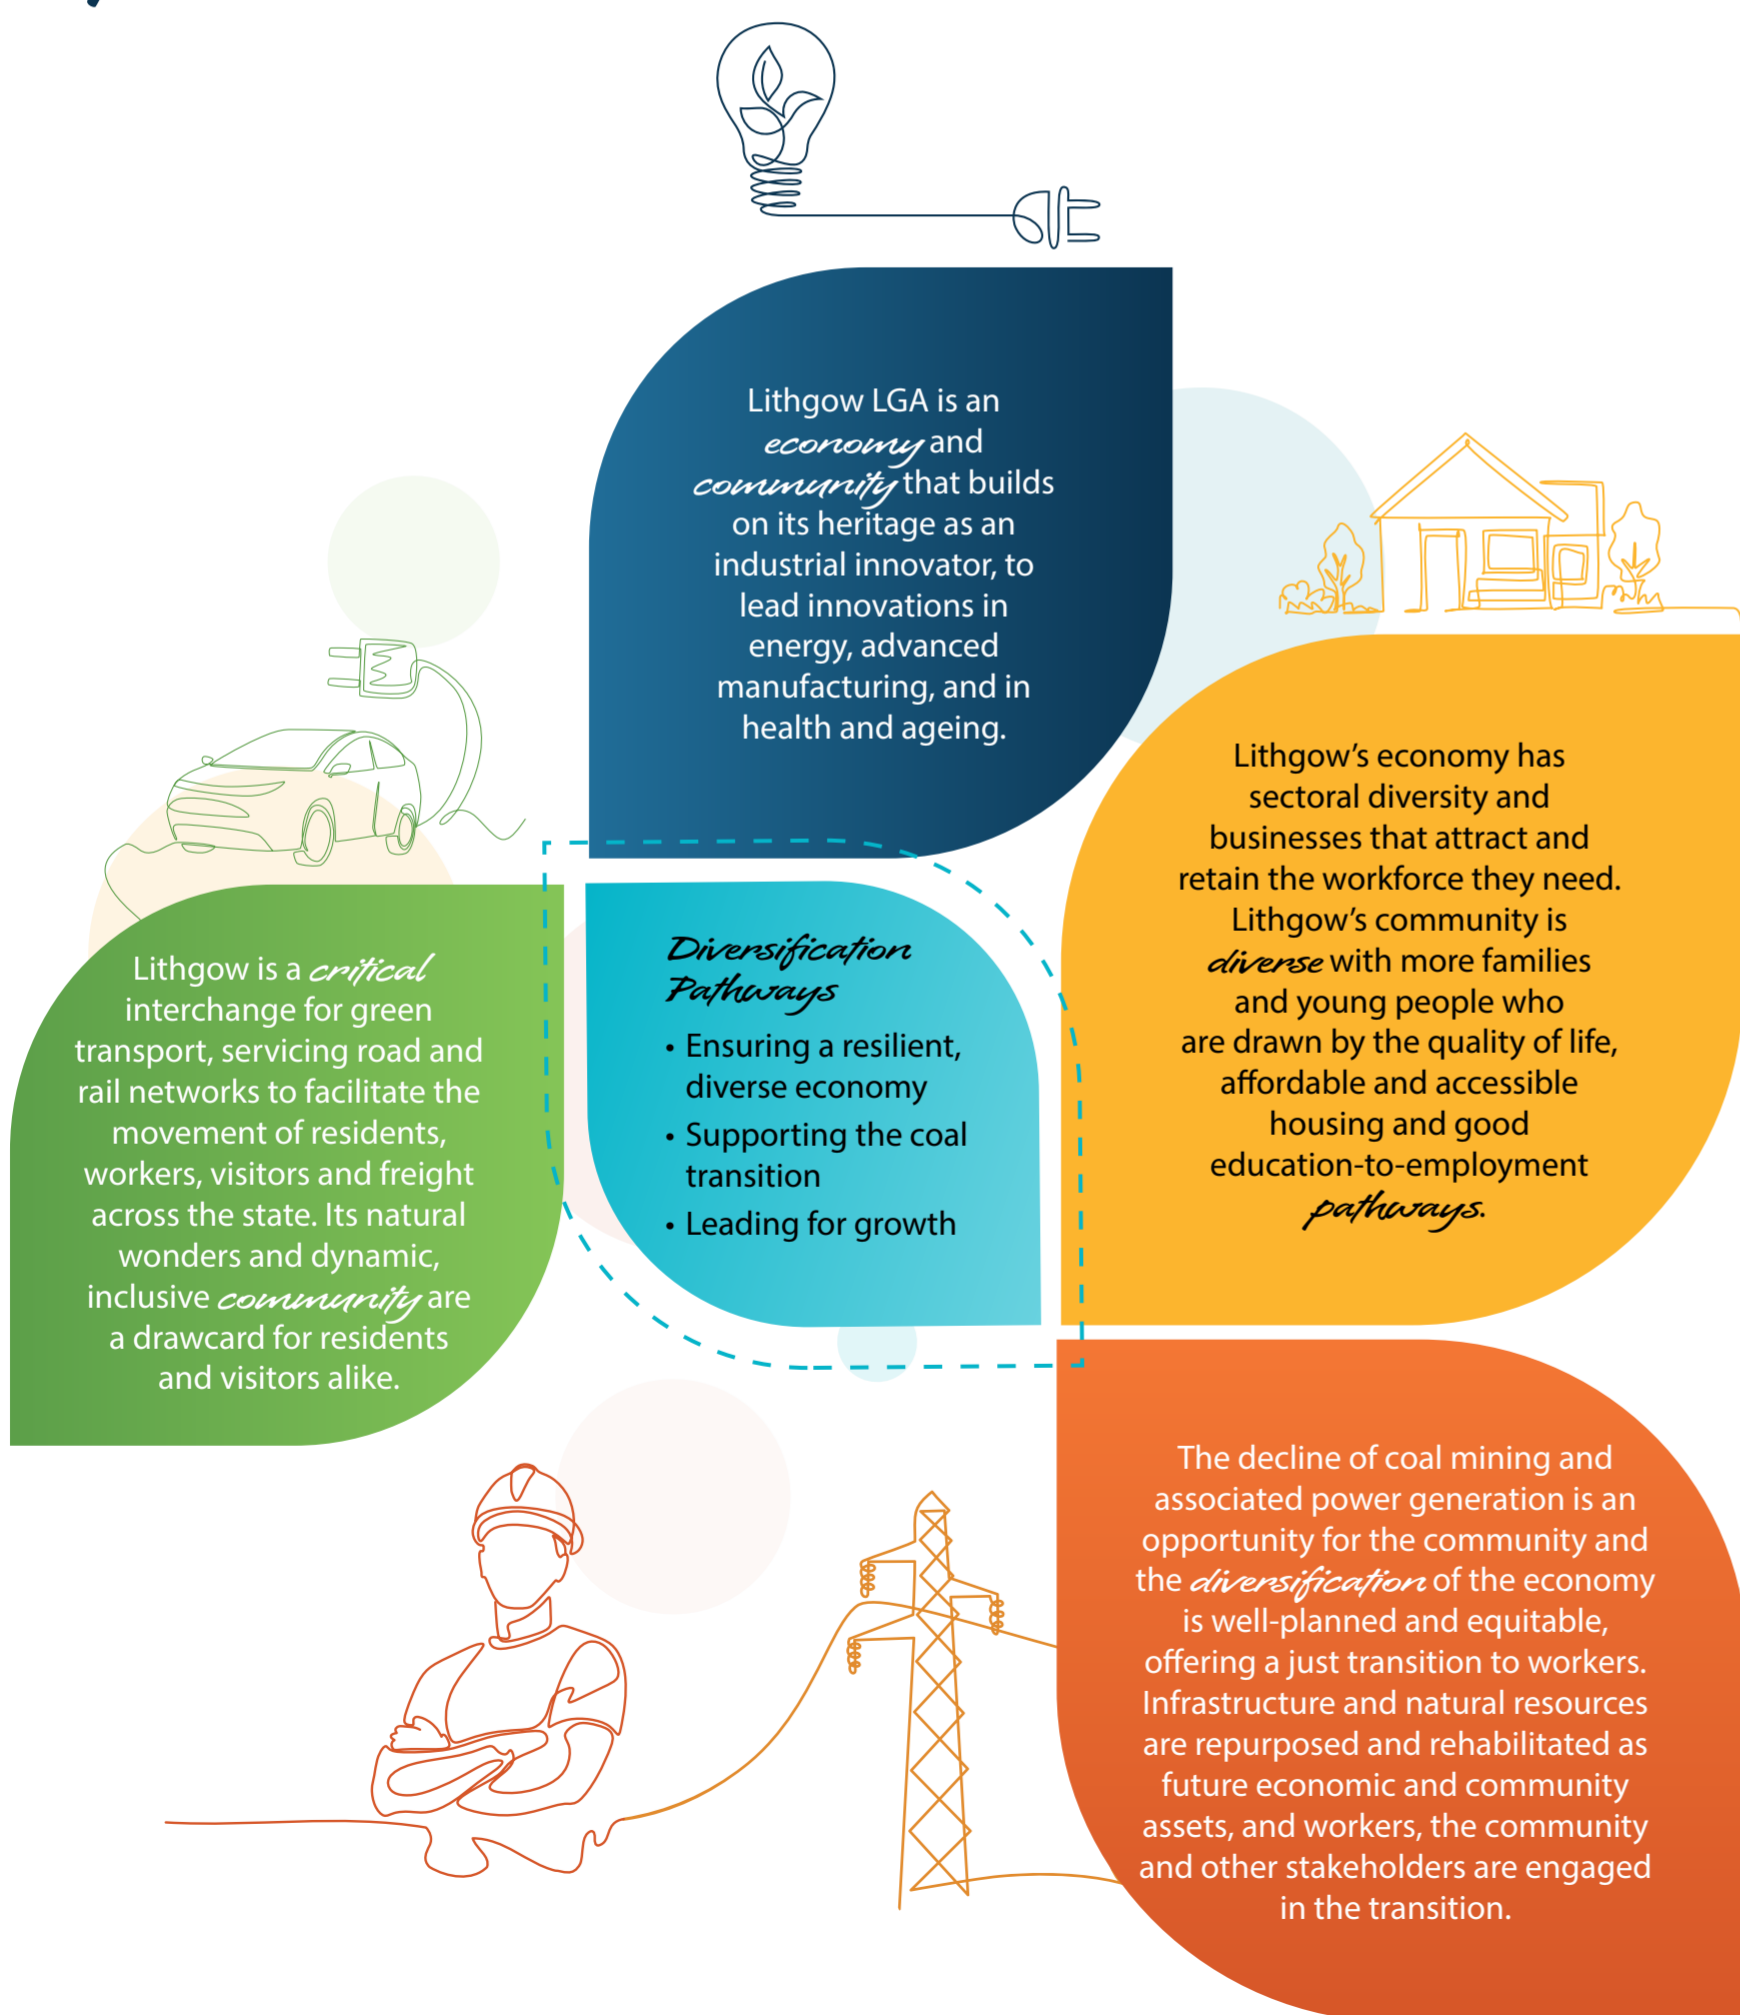 Lithgow LGA is an
economy and
community that builds
on its heritage as an
industrial innovator, to
lead innovations in
energy, advanced
manufacturing, and in
health and ageing.
Lithgow’s economy has
sectoral diversity and
businesses that attract and
retain the workforce they need.
Lithgow’s community is
diverse with more families
and young people who
are drawn by the quality of life,
affordable and accessible
housing and good
education-to-employment
pathways.
Lithgow is a critical
interchange for green
transport, servicing road and
rail networks to facilitate the
movement of residents,
workers, visitors and freight
across the state. Its natural
wonders and dynamic,
inclusive community are
a drawcard for residents
and visitors alike.
Diversification
Pathways
• Ensuring a resilient,
diverse economy
• Supporting the coal
transition
• Leading for growth
The decline of coal mining and
associated power generation is an
opportunity for the community and
the diversification of the economy
is well-planned and equitable,
offering a just transition to workers.
Infrastructure and natural resources
are repurposed and rehabilitated as
future economic and community
assets, and workers, the community
and other stakeholders are engaged
in the transition.